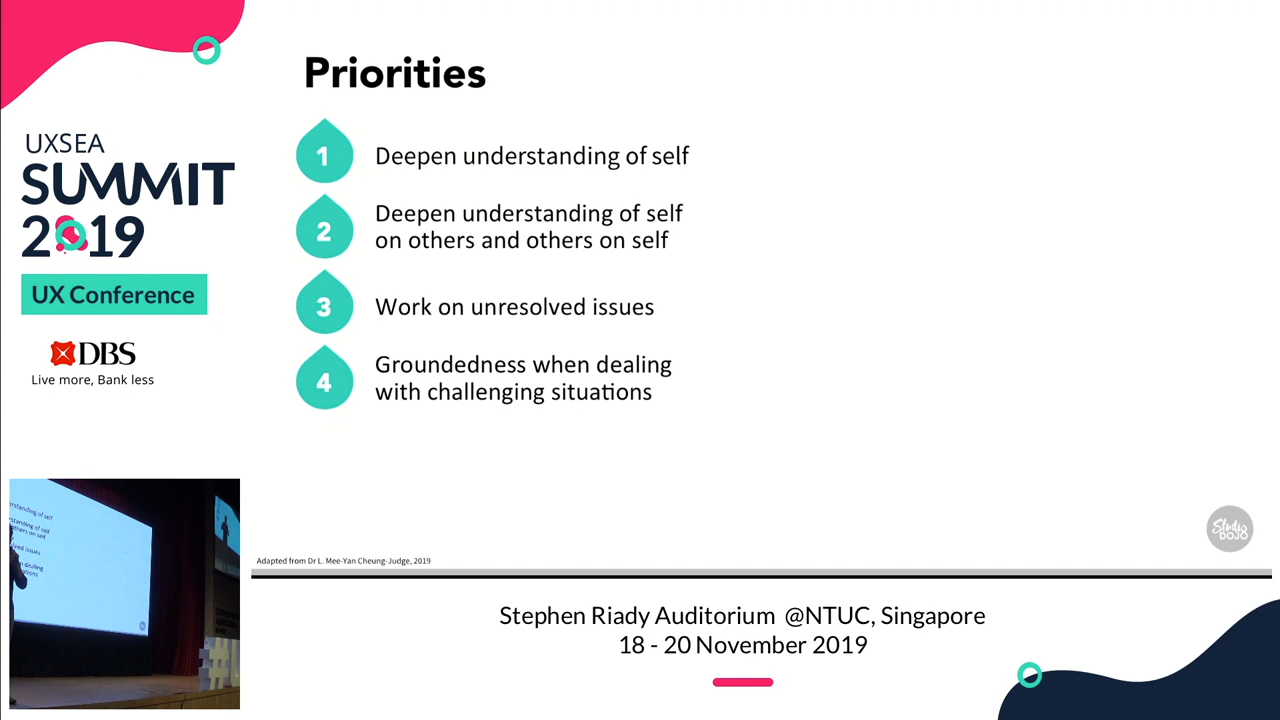 UXSEA
SUMMIT
2019
UX Conference
DBS
Live more, Bank less
Priorities
1
Deepen understanding of self
2
Deepen understanding of self
on others and others on self
3
Work on unresolved issues
4
Groundedness when dealing
with challenging situations
Studio
DOJO
Adapted from Dr L. Mee-Yan Cheung-Judge, 2019
Stephen Riady Auditorium @NTUC, Singapore
18 - 20 November 2019